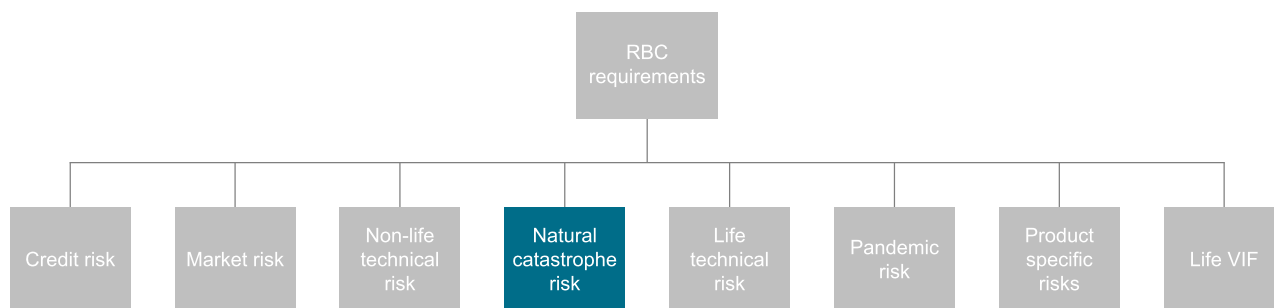 RBC
requirements
Credit risk
Market risk
Non-life
technical
risk
Natural
catastrophe
risk
Life
technical
risk
Pandemic
risk
Product
specific
risks
Life VIF